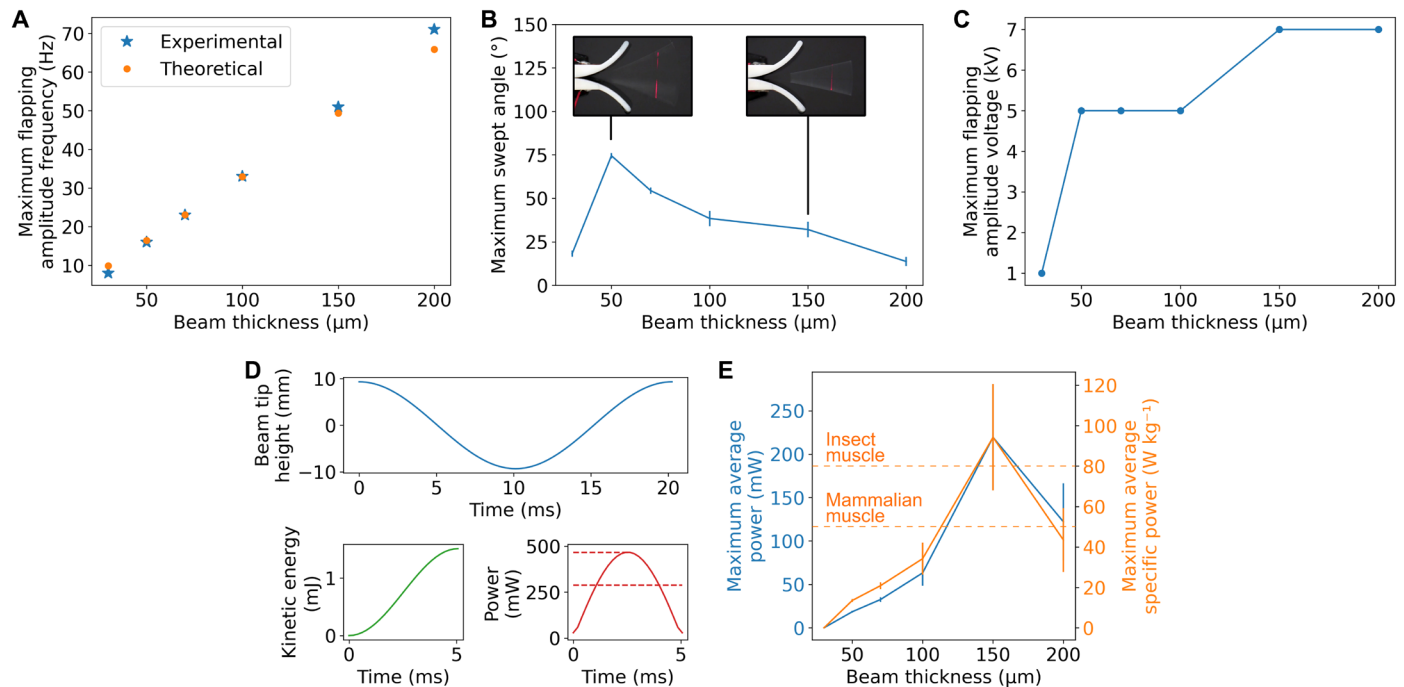 A
Maximum flapping
amplitude frequency (Hz)
70
60
50
40
30
20
10
Experimental
Theoretical
50
100
150
200
Beam thickness (μm)
B
Maximum swept angle (°)
150
125
100
75
50
25
0
50
100
150
200
Beam thickness (μm)
C
Maximum flapping
amplitude voltage (kV)
7
6
5
4
3
2
1
50
100
150
200
Beam thickness (μm)
D
Beam tip
height (mm)
10
0
−10
0
5
10
15
20
Time (ms)
Kinetic energy
(mJ)
1
0
0
5
Time (ms)
Power
(mW)
500
250
0
0
5
Time (ms)
E
Maximum average
power (mW)
250
200
150
100
50
0
Insect
muscle
Mammalian
muscle
120
100
80
60
40
20
0
Maximum average
specific power (W kg⁻¹)
50
100
150
200
Beam thickness (μm)